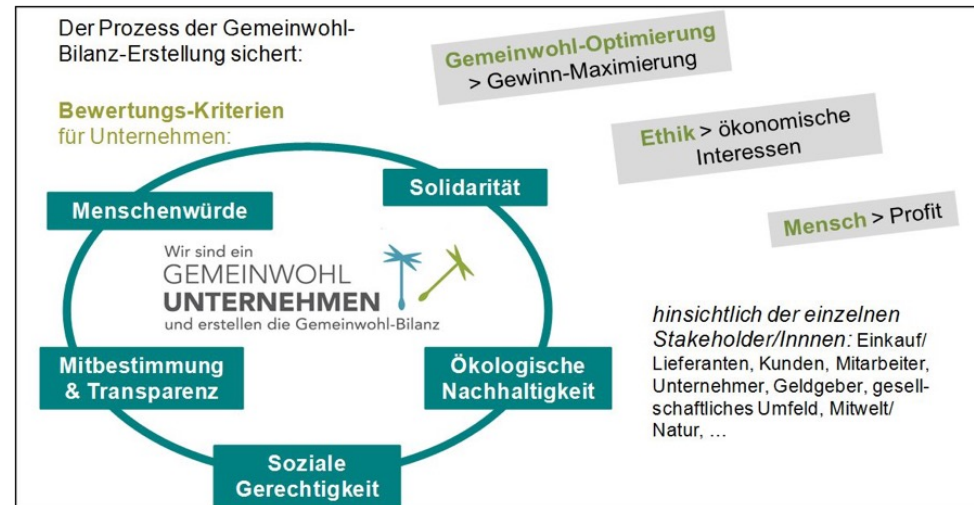 Der Prozess der Gemeinwohl-
Bilanz-Erstellung sichert:
Gemeinwohl-Optimierung
> Gewinn-Maximierung
Bewertungs-Kriterien
für Unternehmen:
Ethik > ökonomische
Interessen
Mensch > Profit
Solidarität
Menschenwürde
Wir sind ein
GEMEINWOHL
UNTERNEHMEN
und erstellen die Gemeinwohl-Bilanz
Mitbestimmung
& Transparenz
Ökologische
Nachhaltigkeit
Soziale
Gerechtigkeit
hinsichtlich der einzelnen
Stakeholder/Innnen: Einkauf/
Lieferanten, Kunden, Mitarbeiter,
Unternehmer, Geldgeber, gesell-
schaftliches Umfeld, Mitwelt/
Natur, …